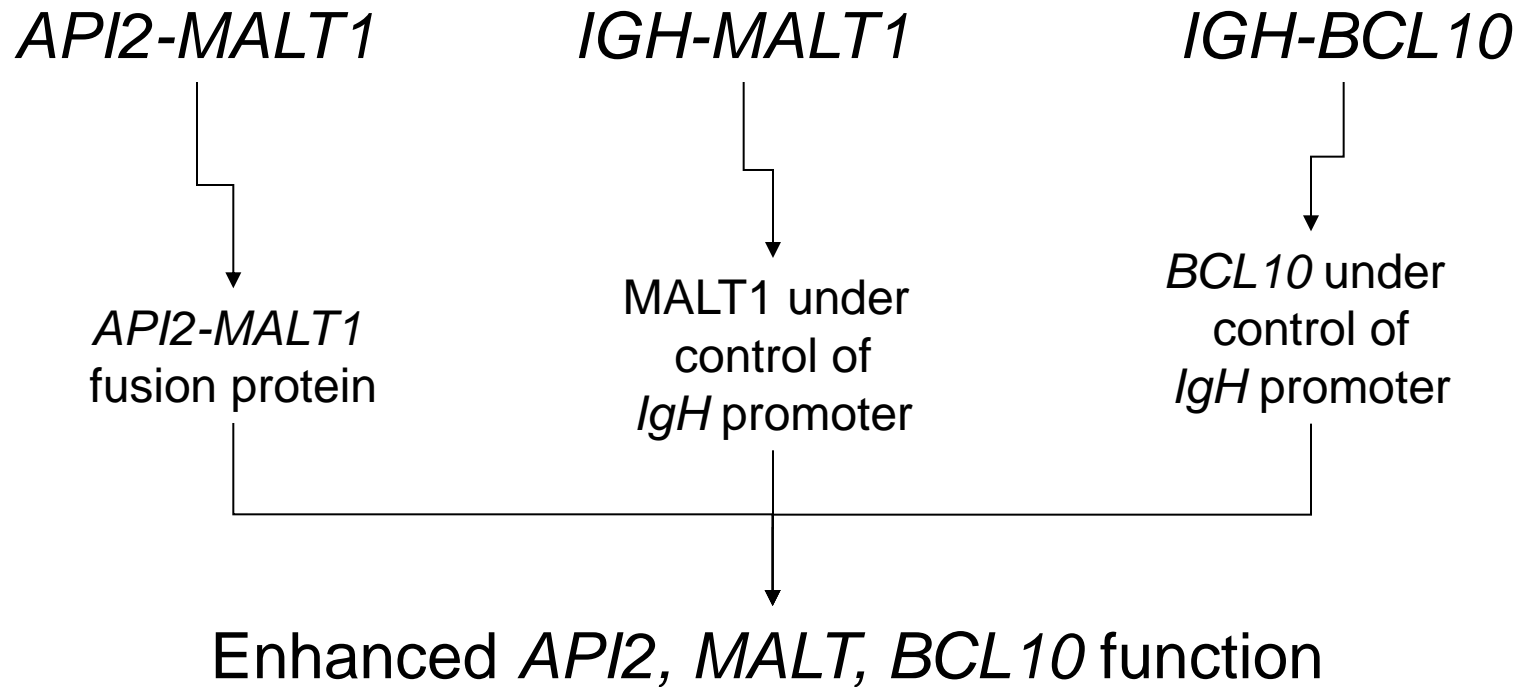 API2-MALT1
IGH-MALT1
IGH-BCL10
API2-MALT1
fusion protein
MALT1 under
control of
IgH promoter
BCL10 under
control of
IgH promoter
Enhanced API2, MALT, BCL10 function